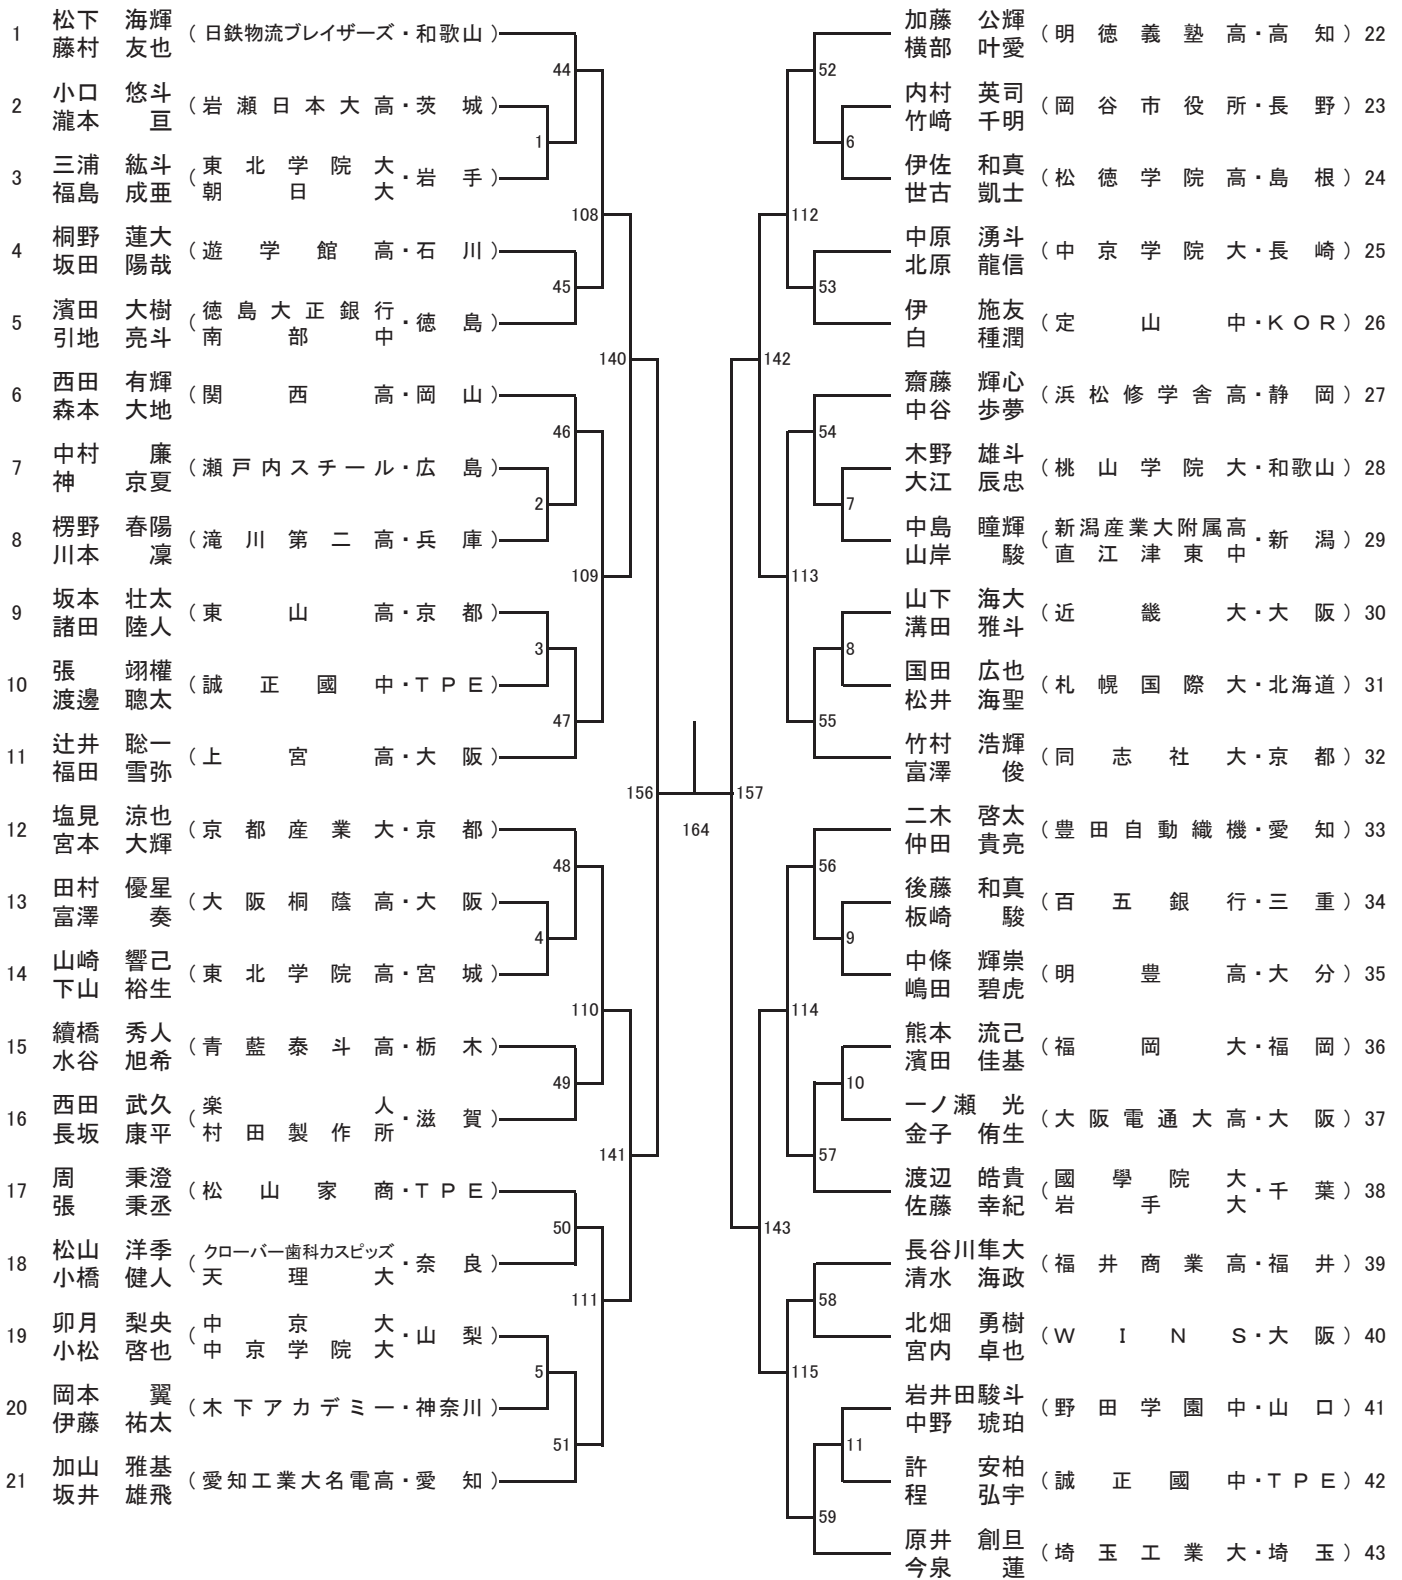 1 松下 海輝 藤村 友也 (日鉄物流ブレイザーズ・和歌山)
2 小口 悠斗 瀧本 亘 (岩瀬日本大高・茨城)
3 三浦 紘斗 福島 成亜 (東北学院大 朝日大・岩手)
4 桐野 蓮大 坂田 陽哉 (遊学館高・石川)
5 濱田 大樹 引地 亮斗 (徳島大正銀行 南部中・徳島)
6 西田 有輝 森本 大地 (関西高・岡山)
7 中村 廉 神 京夏 (瀬戸内スチール・広島)
8 楞野 春陽 川本 凜 (滝川第二高・兵庫)
9 坂本 壮太 諸田 陸人 (東山高・京都)
10 張 翊權 渡邊 聰太 (誠正國中・TPE)
11 辻井 聡一 福田 雪弥 (上宮高・大阪)
12 塩見 涼也 宮本 大輝 (京都産業大・京都)
13 田村 優星 富澤 奏 (大阪桐蔭高・大阪)
14 山崎 響己 下山 裕生 (東北学院高・宮城)
15 續橋 秀人 水谷 旭希 (青藍泰斗高・栃木)
16 西田 武久 長坂 康平 (楽人 村田製作所・滋賀)
17 周 秉澄 張 秉丞 (松山家商・TPE)
18 松山 洋季 小橋 健人 (クローバー歯科カスピッズ 天理大・奈良)
19 卯月 梨央 小松 啓也 (中京大 中京学院大・山梨)
20 岡本 翼 伊藤 祐太 (木下アカデミー・神奈川)
21 加山 雅基 坂井 雄飛 (愛知工業大名電高・愛知)
44
1
108
45
140
46
2
109
3
47
156
48
4
110
49
141
50
111
5
51
164
157
52
6
112
53
142
54
7
113
8
55
56
9
114
10
57
143
58
115
11
59
加藤 公輝 横部 叶愛 (明徳義塾高・高知) 22
内村 英司 竹﨑 千明 (岡谷市役所・長野) 23
伊佐 和真 世古 凱士 (松徳学院高・島根) 24
中原 湧斗 北原 龍信 (中京学院大・長崎) 25
伊 施友 白 種潤 (定山中・KOR) 26
齋藤 輝心 中谷 歩夢 (浜松修学舎高・静岡) 27
木野 雄斗 大江 辰忠 (桃山学院大・和歌山) 28
中島 瞳輝 山岸 駿 (新潟産業大附属高 直江津東中・新潟) 29
山下 海大 溝田 雅斗 (近畿大・大阪) 30
国田 広也 松井 海聖 (札幌国際大・北海道) 31
竹村 浩輝 富澤 俊 (同志社大・京都) 32
二木 啓太 仲田 貴亮 (豊田自動織機・愛知) 33
後藤 和真 板崎 駿 (百五銀行・三重) 34
中條 輝崇 嶋田 碧虎 (明豊高・大分) 35
熊本 流己 濱田 佳基 (福岡大・福岡) 36
一ノ瀬 光 金子 侑生 (大阪電通大高・大阪) 37
渡辺 皓貴 佐藤 幸紀 (國學院大 岩手大・千葉) 38
長谷川隼大 清水 海政 (福井商業高・福井) 39
北畑 勇樹 宮内 卓也 (WINS・大阪) 40
岩井田駿斗 中野 琥珀 (野田学園中・山口) 41
許 安柏 程 弘宇 (誠正國中・TPE) 42
原井 創旦 今泉 蓮 (埼玉工業大・埼玉) 43